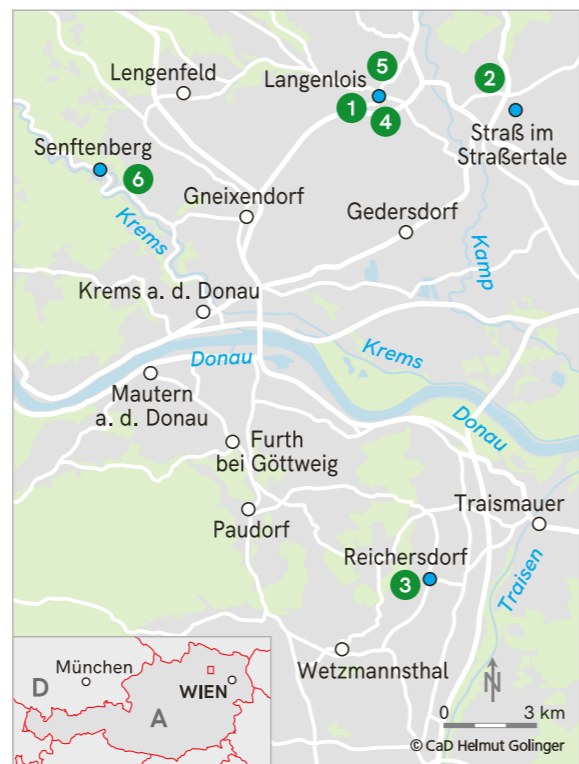 Lengenfeld
Langenlois
5
2
1
4
Straß im
Straßertale
Senftenberg
6
Gneixendorf
Gedersdorf
Krems
Kamp
Krems a. d. Donau
Donau
Krems
Mautern
a. d. Donau
Donau
Furth
bei Göttweig
Paudorf
Traismauer
Reichersdorf
3
Traisen
Wetzmannsthal
D
München
WIEN
A
N
0 3 km
© CaD Helmut Golinger